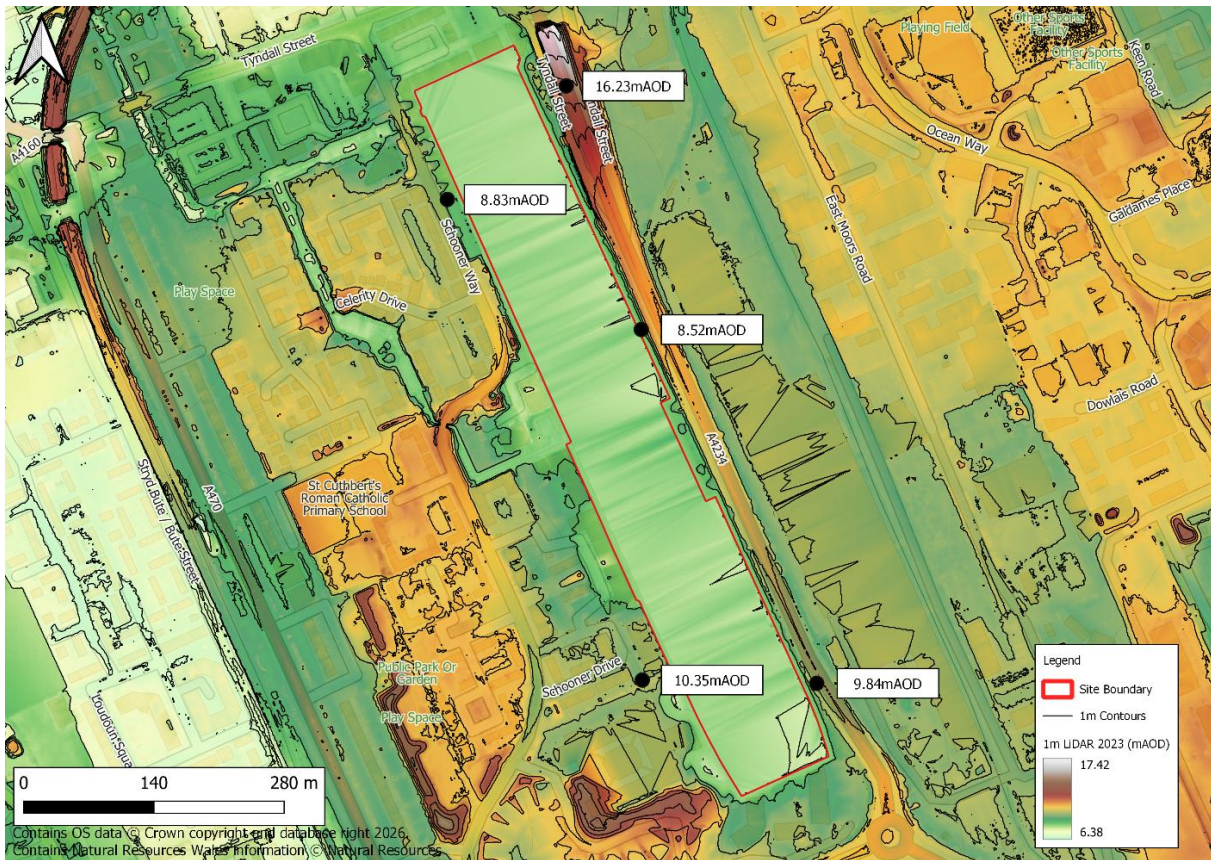 Tyndall Street
Playing Field
Other Sports
Facility
Other Sports
Facility
Keen Road
A4160
Tyndall Street
Tyndall Street
16.23mAOD
Ocean Way
Galdames Place
8.83mAOD
Schooner Way
East Moors Road
Play Space
Celerity Drive
8.52mAOD
Dowlais Road
A4234
Stryd Bute / Bute Street
A470
St Cuthbert's
Roman Catholic
Primary School
Public Park Or
Garden
Play Space
Schooner Drive
10.35mAOD
9.84mAOD
Loudoun Squa
Legend
Site Boundary
1m Contours
1m LiDAR 2023 (mAOD)
17.42
6.38
0 140 280 m
Contains OS data © Crown copyright and database right 2026.
Contains Natural Resources Wales information © Natural Resources